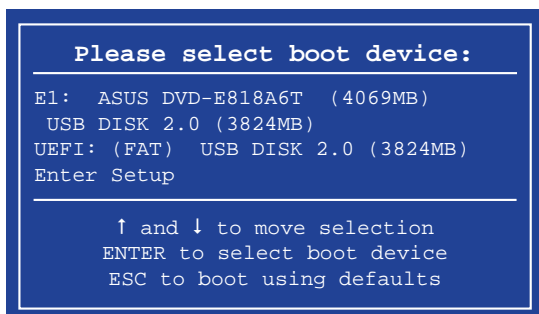 Please select boot device:
E1: ASUS DVD-E818A6T (4069MB)
USB DISK 2.0 (3824MB)
UEFI: (FAT) USB DISK 2.0 (3824MB)
Enter Setup
↑ and ↓ to move selection
ENTER to select boot device
ESC to boot using defaults